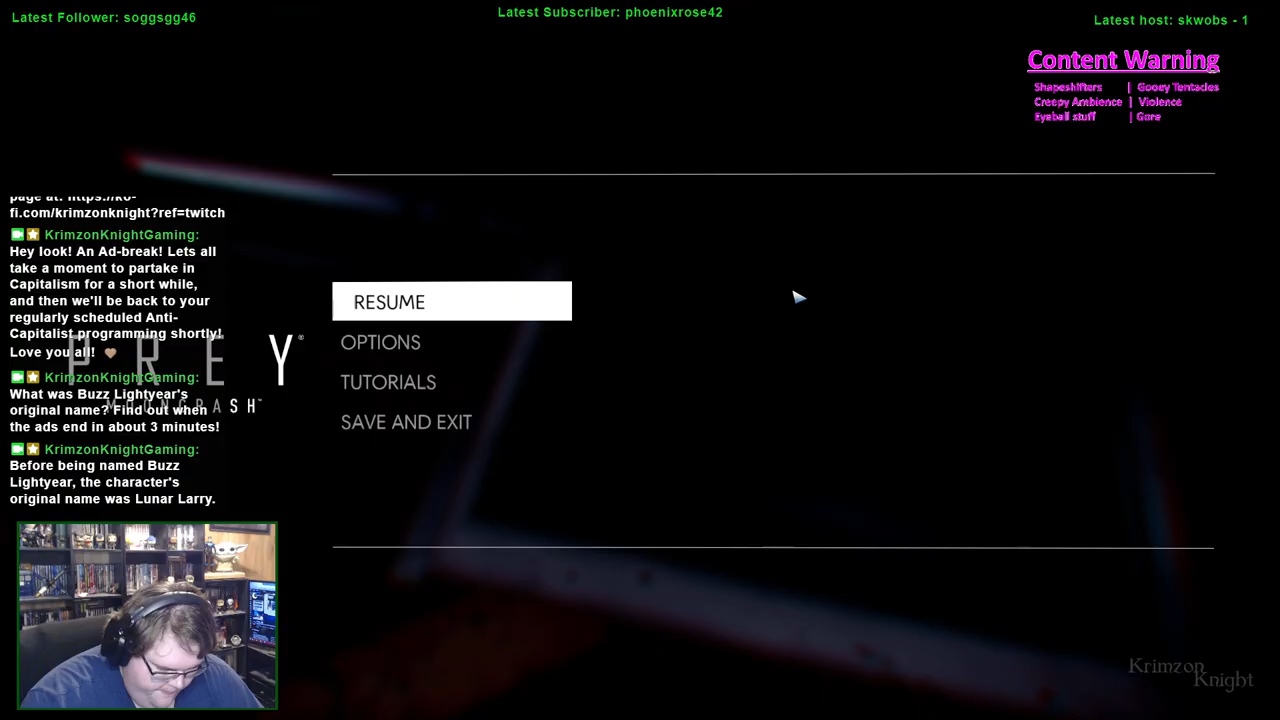 Latest Follower: soggsgg46
Latest Subscriber: phoenixrose42
Latest host: skwobs - 1
Content Warning
Shapeshifters | Gooey Tentacles
Creepy Ambience | Violence
Eyeball stuff | Gore
page at: https://ko-
fi.com/krimzonknight?ref=twitch
KrimzonKnightGaming:
Hey look! An Ad-break! Lets all
take a moment to partake in
Capitalism for a short while,
and then we'll be back to your
regularly scheduled Anti-
Capitalist programming shortly!
Love you all!
KrimzonKnightGaming:
What was Buzz Lightyear's
original name? Find out when
the ads end in about 3 minutes!
KrimzonKnightGaming:
Before being named Buzz
Lightyear, the character's
original name was Lunar Larry.
PREY®
MOONCRASH™
RESUME
OPTIONS
TUTORIALS
SAVE AND EXIT
Krimzon
Knight